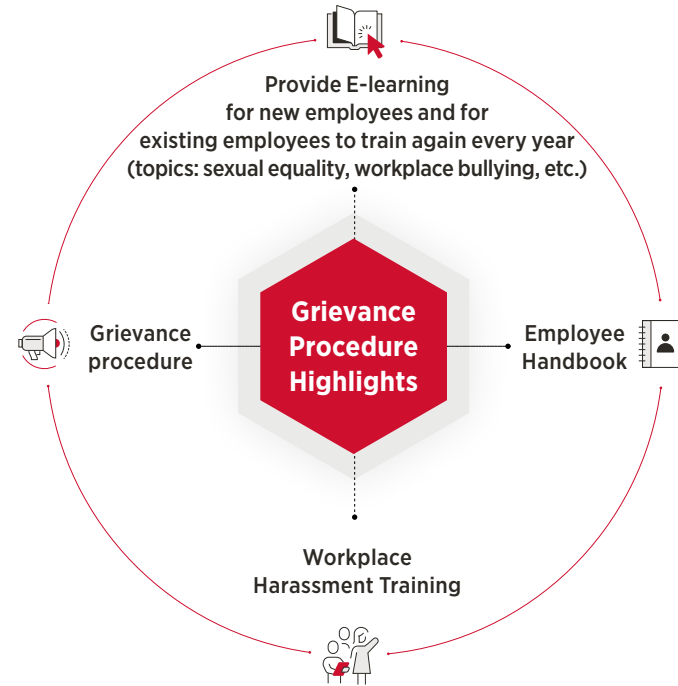 Provide E-learning
for new employees and for
existing employees to train again every year
(topics: sexual equality, workplace bullying, etc.)
Grievance
procedure
Grievance
Procedure
Highlights
Employee
Handbook
Workplace
Harassment Training